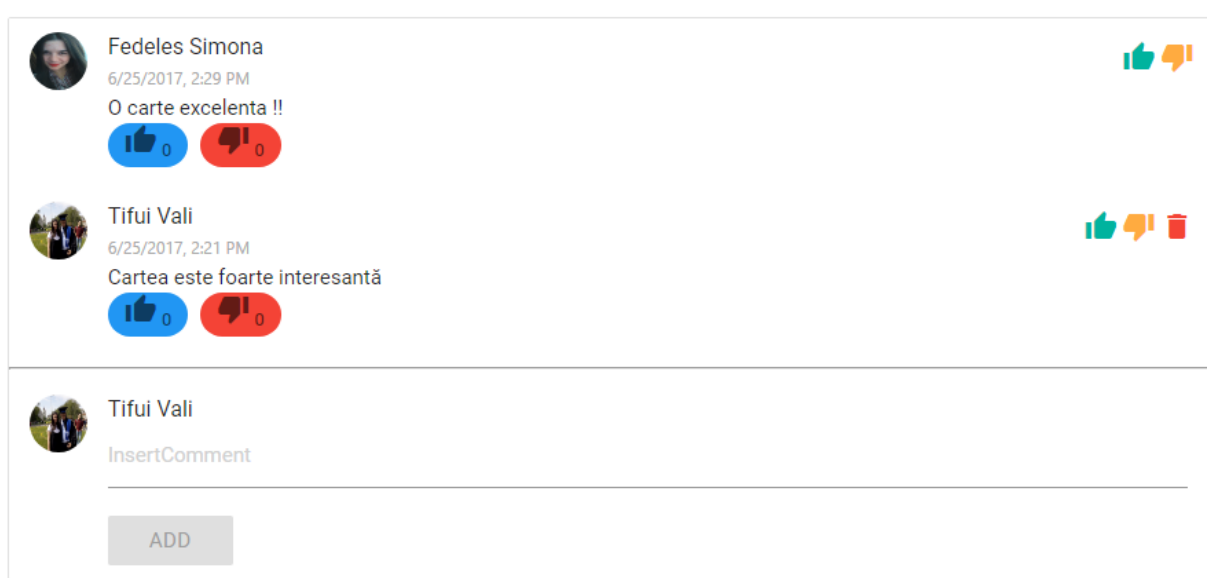 Fedeles Simona
6/25/2017, 2:29 PM
O carte excelenta !!
0 0
Tifui Vali
6/25/2017, 2:21 PM
Cartea este foarte interesantă
0 0
Tifui Vali
InsertComment
ADD